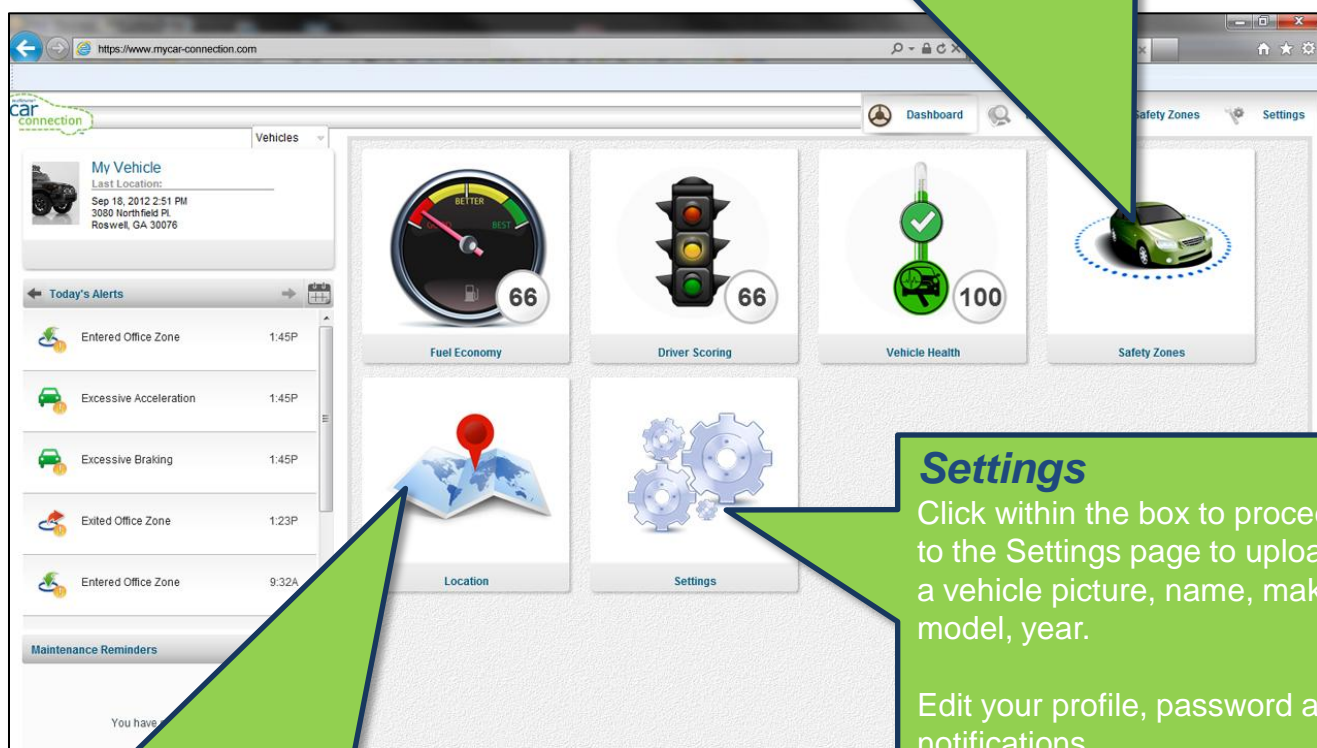 https://www.mycar-connection.com
car
connection
Dashboard
Safety Zones
Settings
Vehicles
My Vehicle
Last Location:
Sep 18, 2012 2:51 PM
3080 Northfield Pl.
Roswell, GA 30076
Today's Alerts
Entered Office Zone 1:45P
Excessive Acceleration 1:45P
Excessive Braking 1:45P
Exited Office Zone 1:23P
Entered Office Zone 9:32A
Maintenance Reminders
You have
GOOD BETTER BEST
66
Fuel Economy
66
Driver Scoring
100
Vehicle Health
Safety Zones
Location
Settings
Settings
Click within the box to procee
to the Settings page to uploa
a vehicle picture, name, mak
model, year.
Edit your profile, password a
notifications